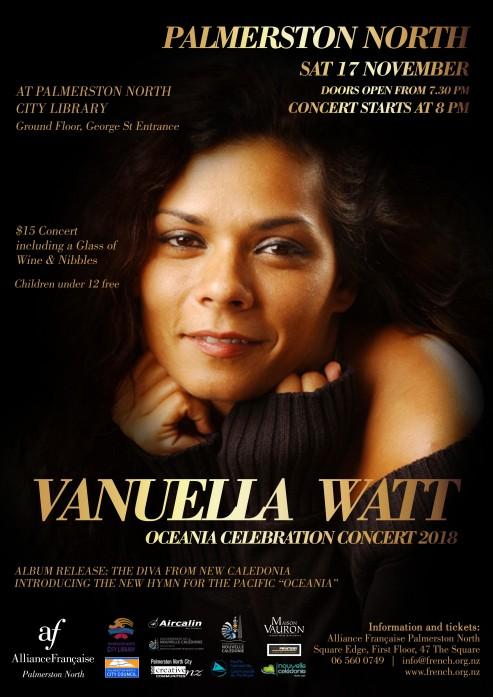 PALMERSTON NORTH
SAT 17 NOVEMBER
DOORS OPEN FROM 7.30 PM
CONCERT STARTS AT 8 PM
AT PALMERSTON NORTH
CITY LIBRARY
Ground Floor, George St Entrance
$15 Concert
including a Glass of
Wine & Nibbles
Children under 12 free
VANUELLA WATT
OCEANIA CELEBRATION CONCERT 2018
ALBUM RELEASE: THE DIVA FROM NEW CALEDONIA
INTRODUCING THE NEW HYMN FOR THE PACIFIC “OCEANIA”
af
AllianceFrançaise
Palmerston North
CITY LIBRARY
CITY COUNCIL
Aircalin
Palmerston North City
creative nz
COMMUNITIES
MAISON
VAURON
nouvelle
calédonie
Information and tickets:
Alliance Française Palmerston North
Square Edge, First Floor, 47 The Square
06 560 0749 | info@french.org.nz
www.french.org.nz